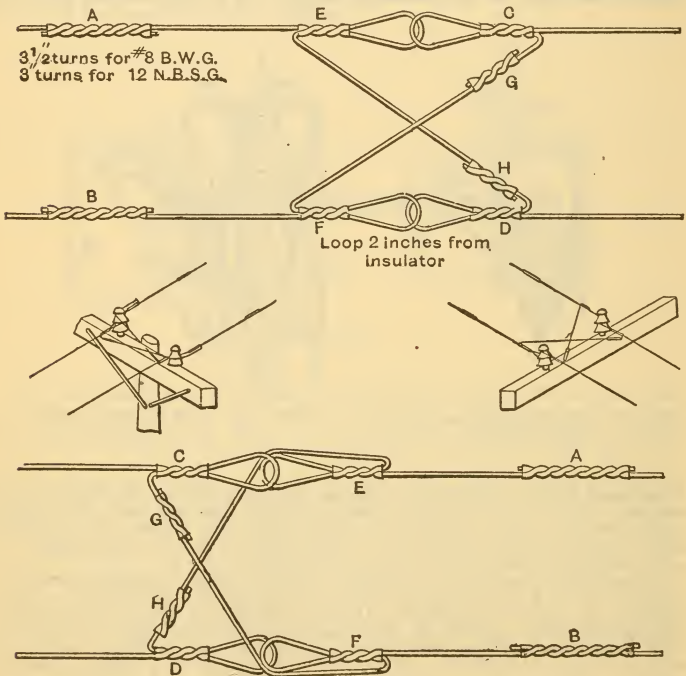 A E C
3½" turns for #8 B.W.G.
3" turns for 12 N.B.S.G.
G
H
B F D
Loop 2 inches from
insulator
C E A
G
H
D F B